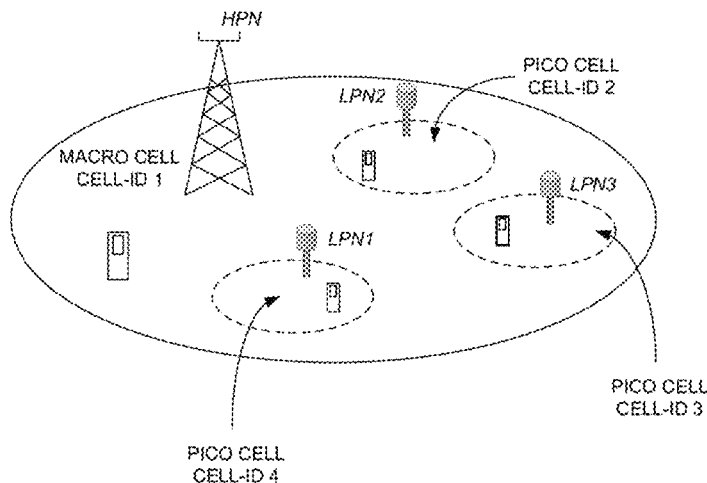 HPN
PICO CELL
CELL-ID 2
LPN2
MACRO CELL
CELL-ID 1
LPN3
LPN1
PICO CELL
CELL-ID 3
PICO CELL
CELL-ID 4